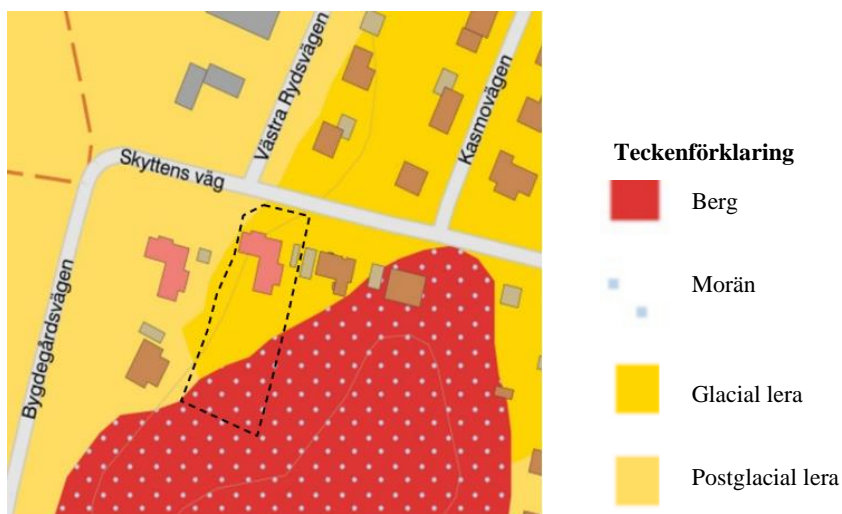 Västra Rydsvägen
Kasmovägen
Skyttens väg
Bygdegårdsvägen
Teckenförklaring
Berg
Morän
Glacial lera
Postglacial lera